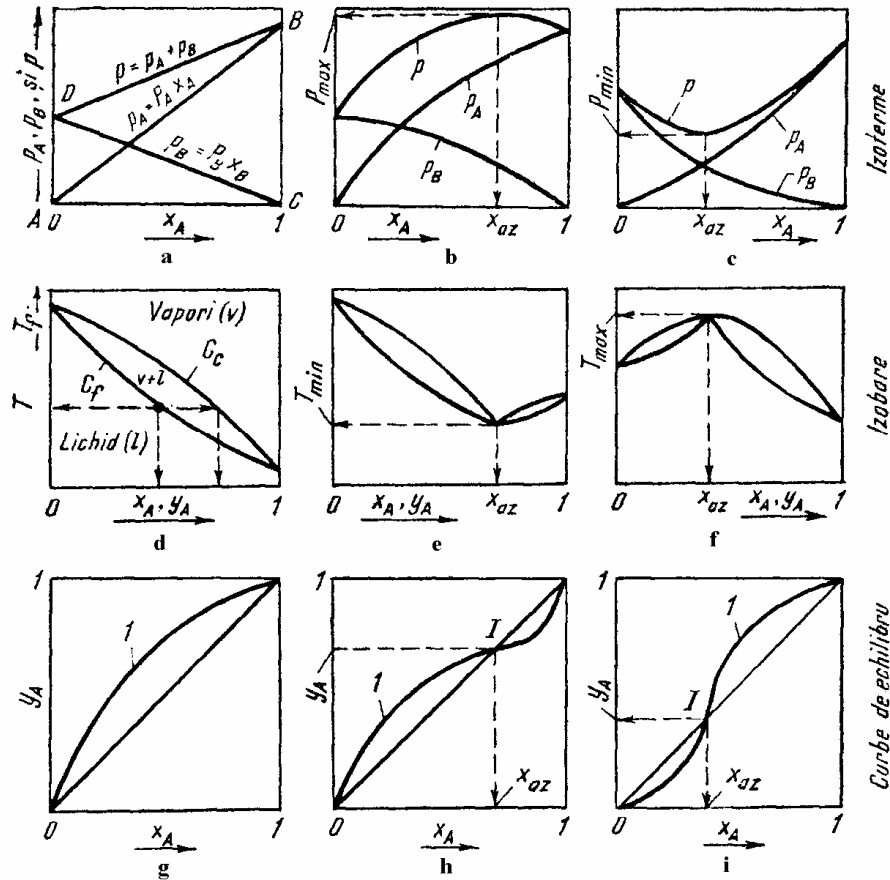 p_A, p_B, și p
D
B
A
C
p = p_A + p_B
p_A = P_A x_A
p_B = P_y x_B
0
x_A
1
a
p_max
p
p_A
p_B
0
x_A
x_az
1
b
p_min
p
p_A
p_B
0
x_az
x_A
1
c
Izoterme
T
T_f
Vapori (v)
C_c
C_f
v+l
Lichid (l)
0
x_A, y_A
1
d
T_min
0
x_A, y_A
x_az
1
e
T_max
0
x_az
x_A, y_A
1
f
Izobare
1
y_A
1
0
x_A
1
g
1
y_A
1
I
x_az
0
x_A
1
h
1
y_A
I
1
x_az
0
x_A
1
i
Curbe de echilibru